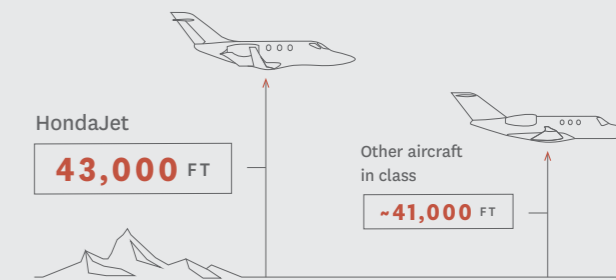 HondaJet
43,000 FT
Other aircraft
in class
~41,000 FT